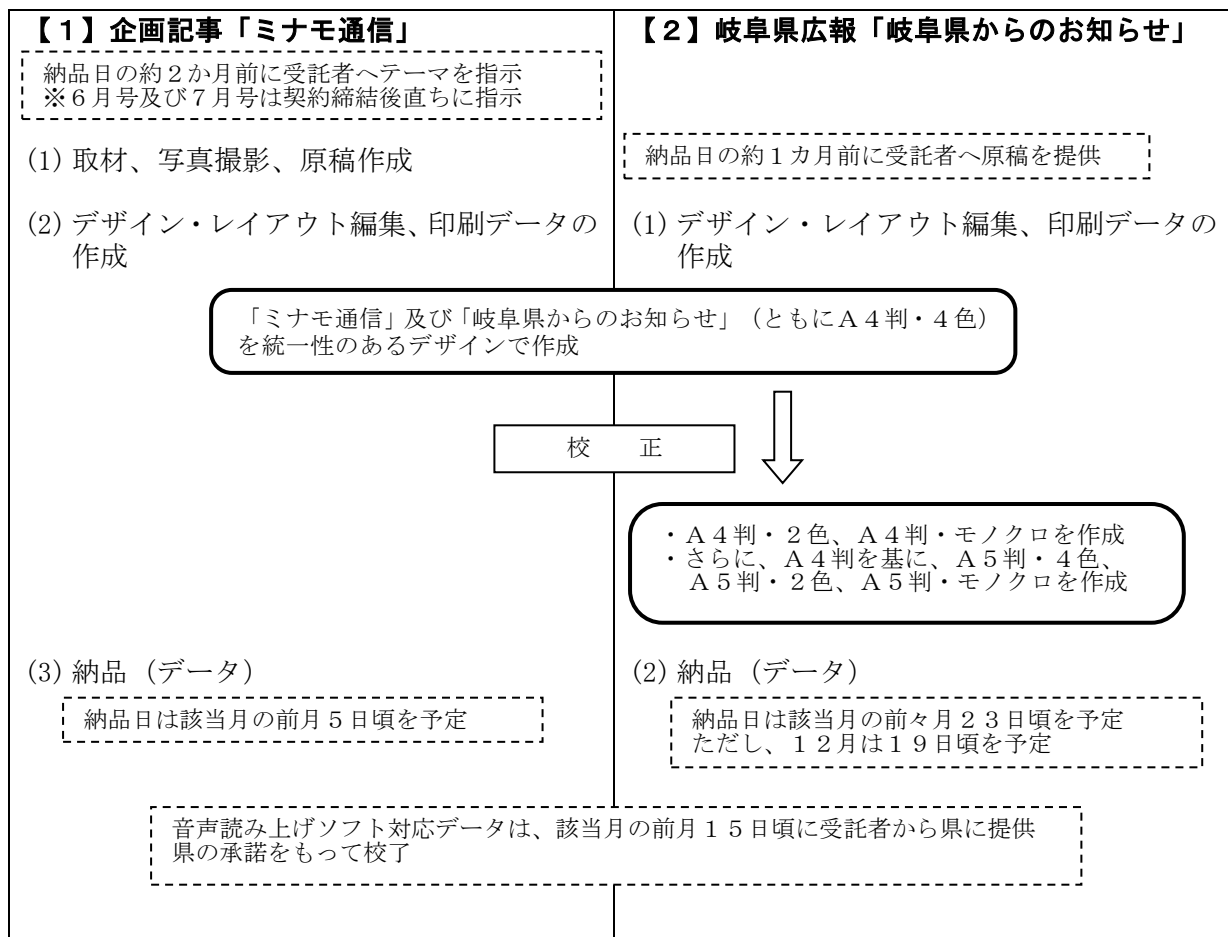 【１】企画記事「ミナモ通信」
納品日の約２か月前に受託者へテーマを指示
※６月号及び７月号は契約締結後直ちに指示
(1) 取材、写真撮影、原稿作成
(2) デザイン・レイアウト編集、印刷データの
作成
【２】岐阜県広報「岐阜県からのお知らせ」
納品日の約１カ月前に受託者へ原稿を提供
(1) デザイン・レイアウト編集、印刷データの
作成
「ミナモ通信」及び「岐阜県からのお知らせ」（ともにＡ４判・４色）
を統一性のあるデザインで作成
校　正
・Ａ４判・２色、Ａ４判・モノクロを作成
・さらに、Ａ４判を基に、Ａ５判・４色、
Ａ５判・２色、Ａ５判・モノクロを作成
(3) 納品（データ）
納品日は該当月の前月５日頃を予定
(2) 納品（データ）
納品日は該当月の前々月２３日頃を予定
ただし、１２月は１９日頃を予定
音声読み上げソフト対応データは、該当月の前月１５日頃に受託者から県に提供
県の承諾をもって校了